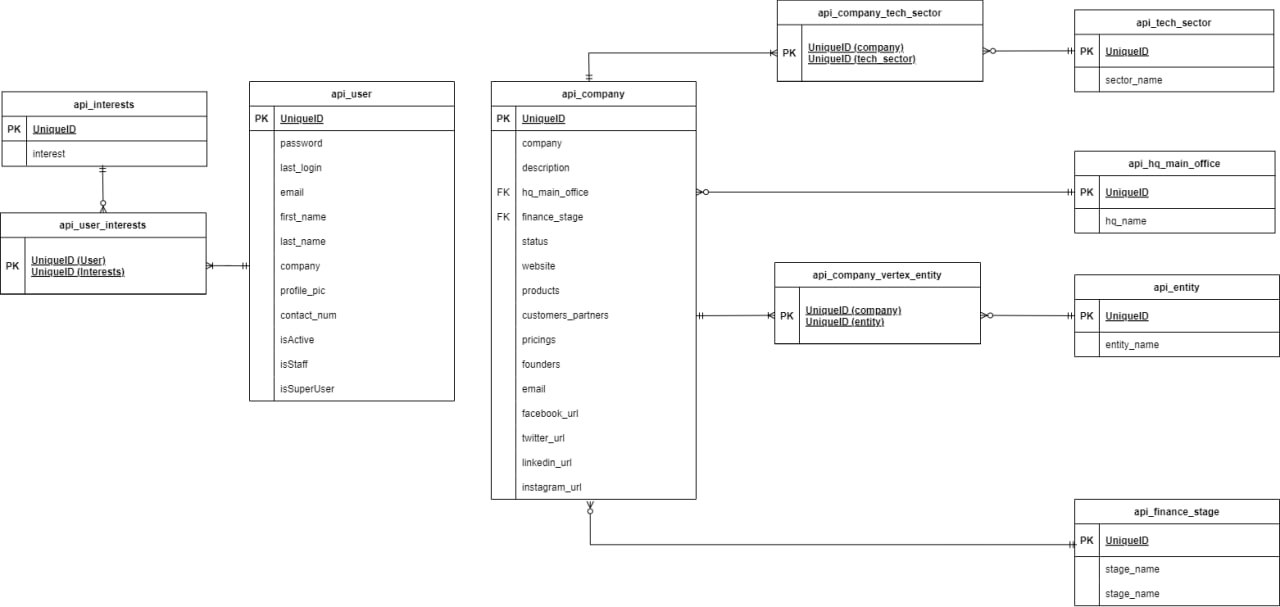 api_interests
PK UniqueID
interest
api_user_interests
PK UniqueID (User)
UniqueID (Interests)
api_user
PK UniqueID
password
last_login
email
first_name
last_name
company
profile_pic
contact_num
isActive
isStaff
isSuperUser
api_company
PK UniqueID
company
description
FK hq_main_office
FK finance_stage
status
website
products
customers_partners
pricings
founders
email
facebook_url
twitter_url
linkedin_url
instagram_url
api_company_tech_sector
PK UniqueID (company)
UniqueID (tech_sector)
api_tech_sector
PK UniqueID
sector_name
api_hq_main_office
PK UniqueID
hq_name
api_company_vertex_entity
PK UniqueID (company)
UniqueID (entity)
api_entity
PK UniqueID
entity_name
api_finance_stage
PK UniqueID
stage_name
stage_name